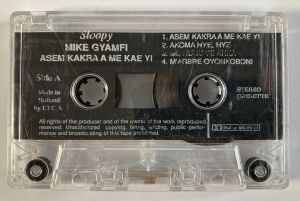 Sloopy
MIKE GYAMFI
ASEM KAKRA A ME KAE YI
Side A
Made in
Holland
by I.T.C.A.
1. ASEM KAKRA A ME KAE YI
2. AKOMA HYE, HYE
3.
4. M'ARBRE OYONKOBONI
STEREO
CASSETTE
All rights of the producer and of the owner of the work reproduced
reserved. Unauthorized copying, hiring, lending, public perfor-
mance and broadcasting of this tape prohibited.